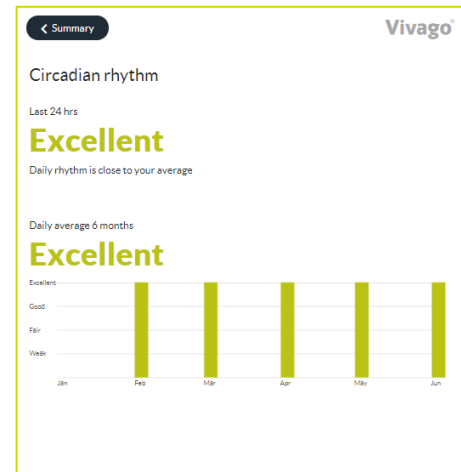 Summary
Vivago
Circadian rhythm
Last 24 hrs
Excellent
Daily rhythm is close to your average
Daily average 6 months
Excellent
Excellent
Good
Fair
Weak
Jan Feb Mar Apr May Jun